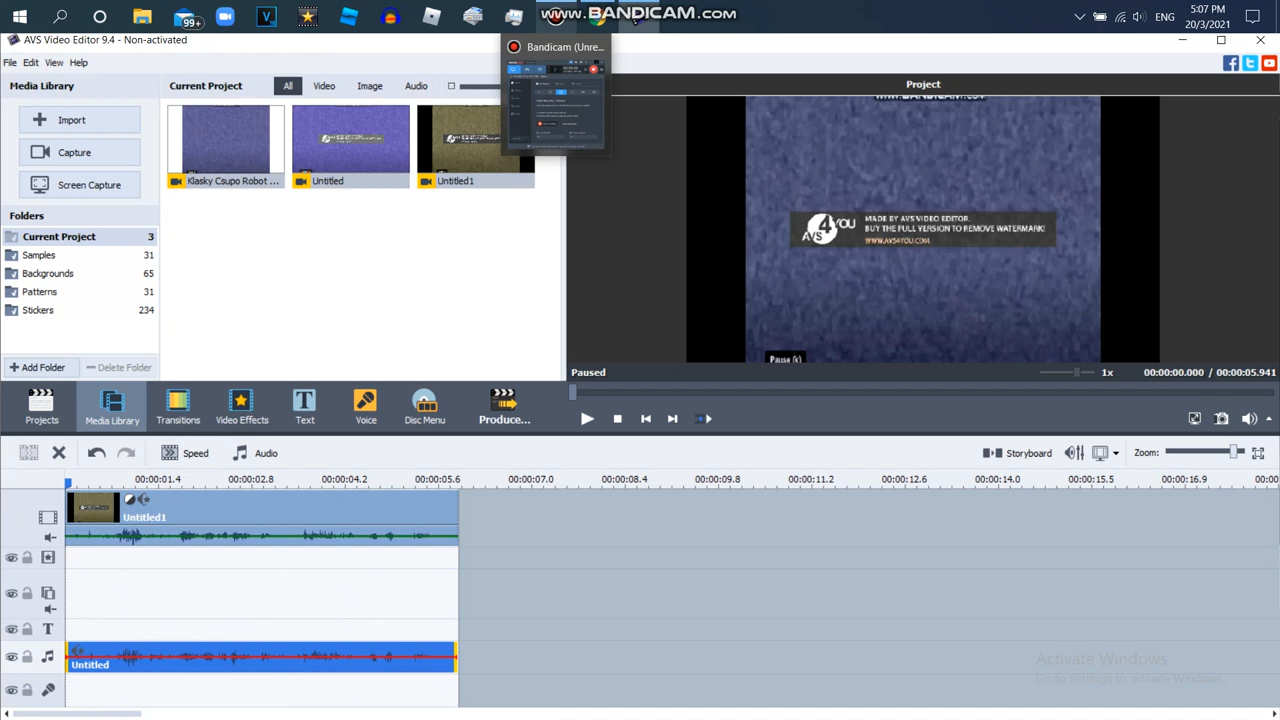 www.BANDICAM.com
99+
5:07 PM
ENG
20/3/2021
AVS Video Editor 9.4 - Non-activated
File Edit View Help
Bandicam (Unre...
Media Library
Import
Capture
Screen Capture
Folders
Current Project 3
Samples 31
Backgrounds 65
Patterns 31
Stickers 234
Add Folder
Delete Folder
Current Project All Video Image Audio
Klasky Csupo Robot ...
Untitled
Untitled1
Project
www.BANDICAM.com
AVS4YOU
MADE BY AVS VIDEO EDITOR.
BUY THE FULL VERSION TO REMOVE WATERMARK!
WWW.AVS4YOU.COM
Pause (k)
Paused
1x 00:00:00.000 / 00:00:05.941
Projects
Media Library
Transitions
Video Effects
Text
Voice
Disc Menu
Produce...
Speed
Audio
Storyboard
Zoom:
00:00:01.4 00:00:02.8 00:00:04.2 00:00:05.6 00:00:07.0 00:00:08.4 00:00:09.8 00:00:11.2 00:00:12.6 00:00:14.0 00:00:15.5 00:00:16.9 00:00
Untitled1
T
Untitled
Activate Windows
Go to Settings to activate Windows.